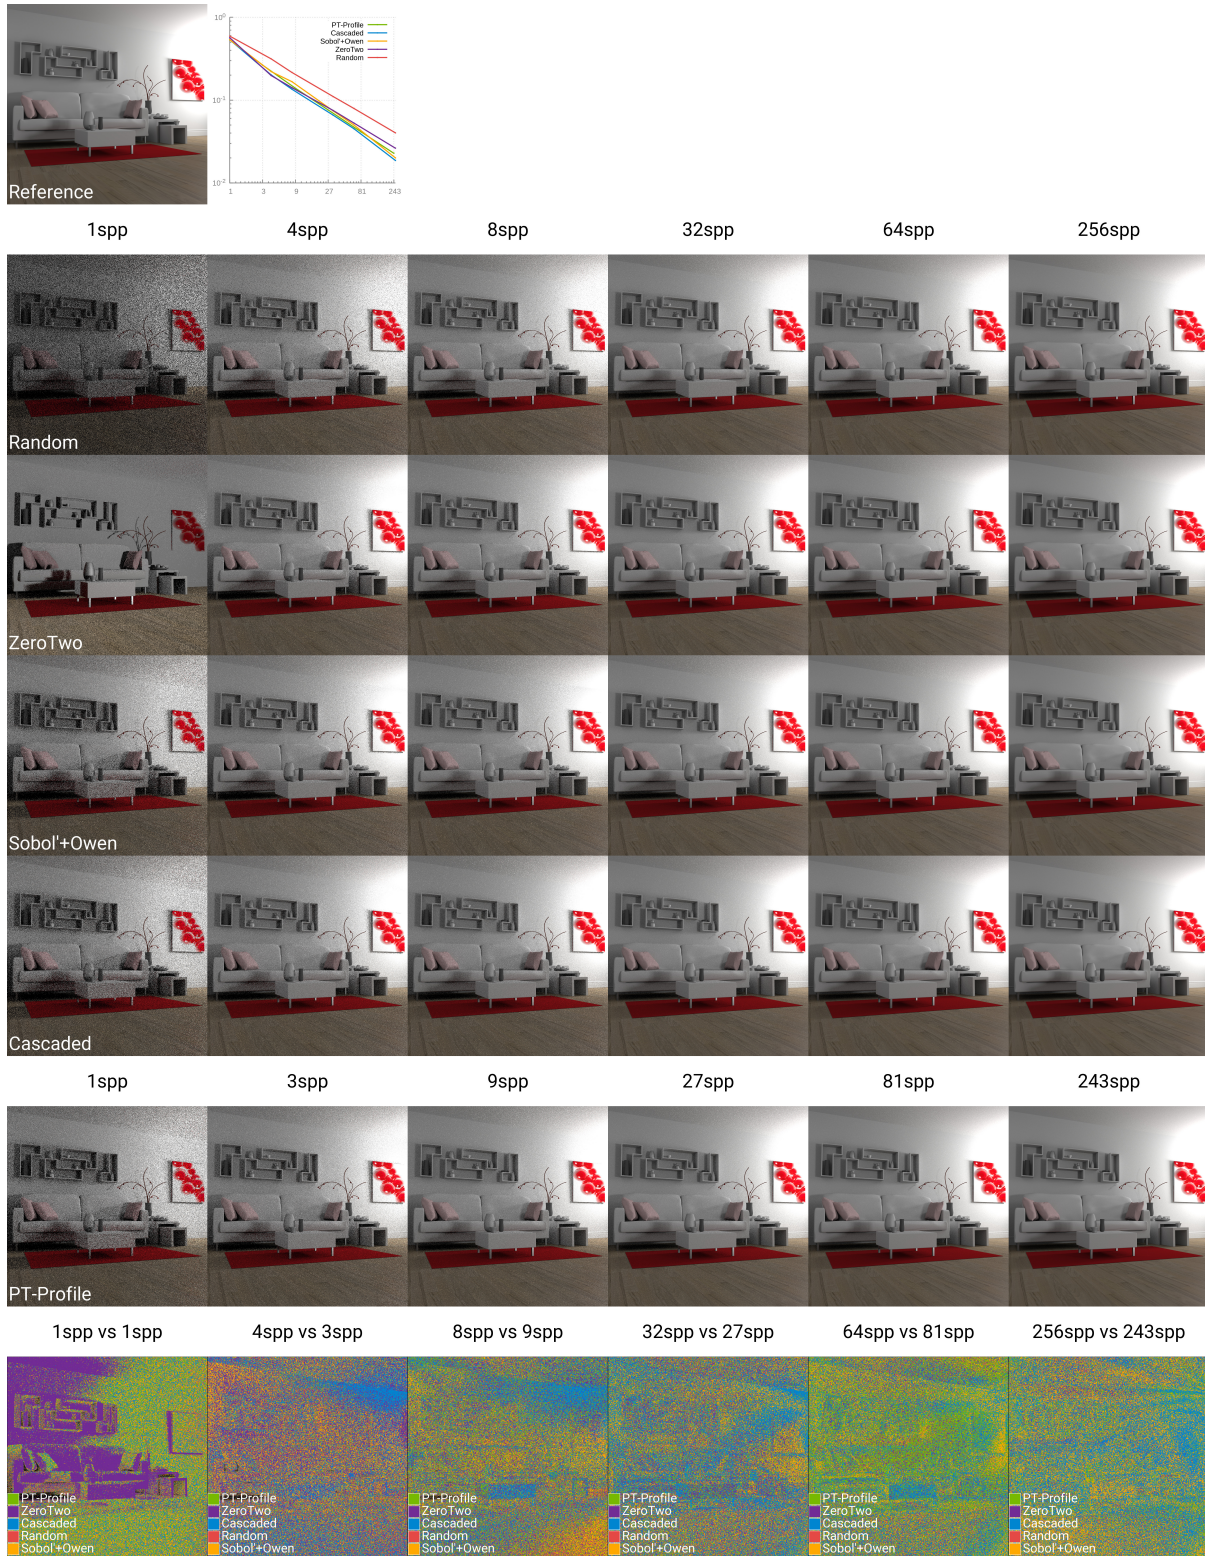 PT-Profile
Cascaded
Sobol'+Owen
ZeroTwo
Random
10^0
10^-1
10^-2
1 3 9 27 81 243
Reference
1spp 4spp 8spp 32spp 64spp 256spp
Random
ZeroTwo
Sobol'+Owen
Cascaded
1spp 3spp 9spp 27spp 81spp 243spp
PT-Profile
1spp vs 1spp 4spp vs 3spp 8spp vs 9spp 32spp vs 27spp 64spp vs 81spp 256spp vs 243spp
PT-Profile PT-Profile PT-Profile PT-Profile PT-Profile PT-Profile
ZeroTwo ZeroTwo ZeroTwo ZeroTwo ZeroTwo ZeroTwo
Cascaded Cascaded Cascaded Cascaded Cascaded Cascaded
Random Random Random Random Random Random
Sobol'+Owen Sobol'+Owen Sobol'+Owen Sobol'+Owen Sobol'+Owen Sobol'+Owen